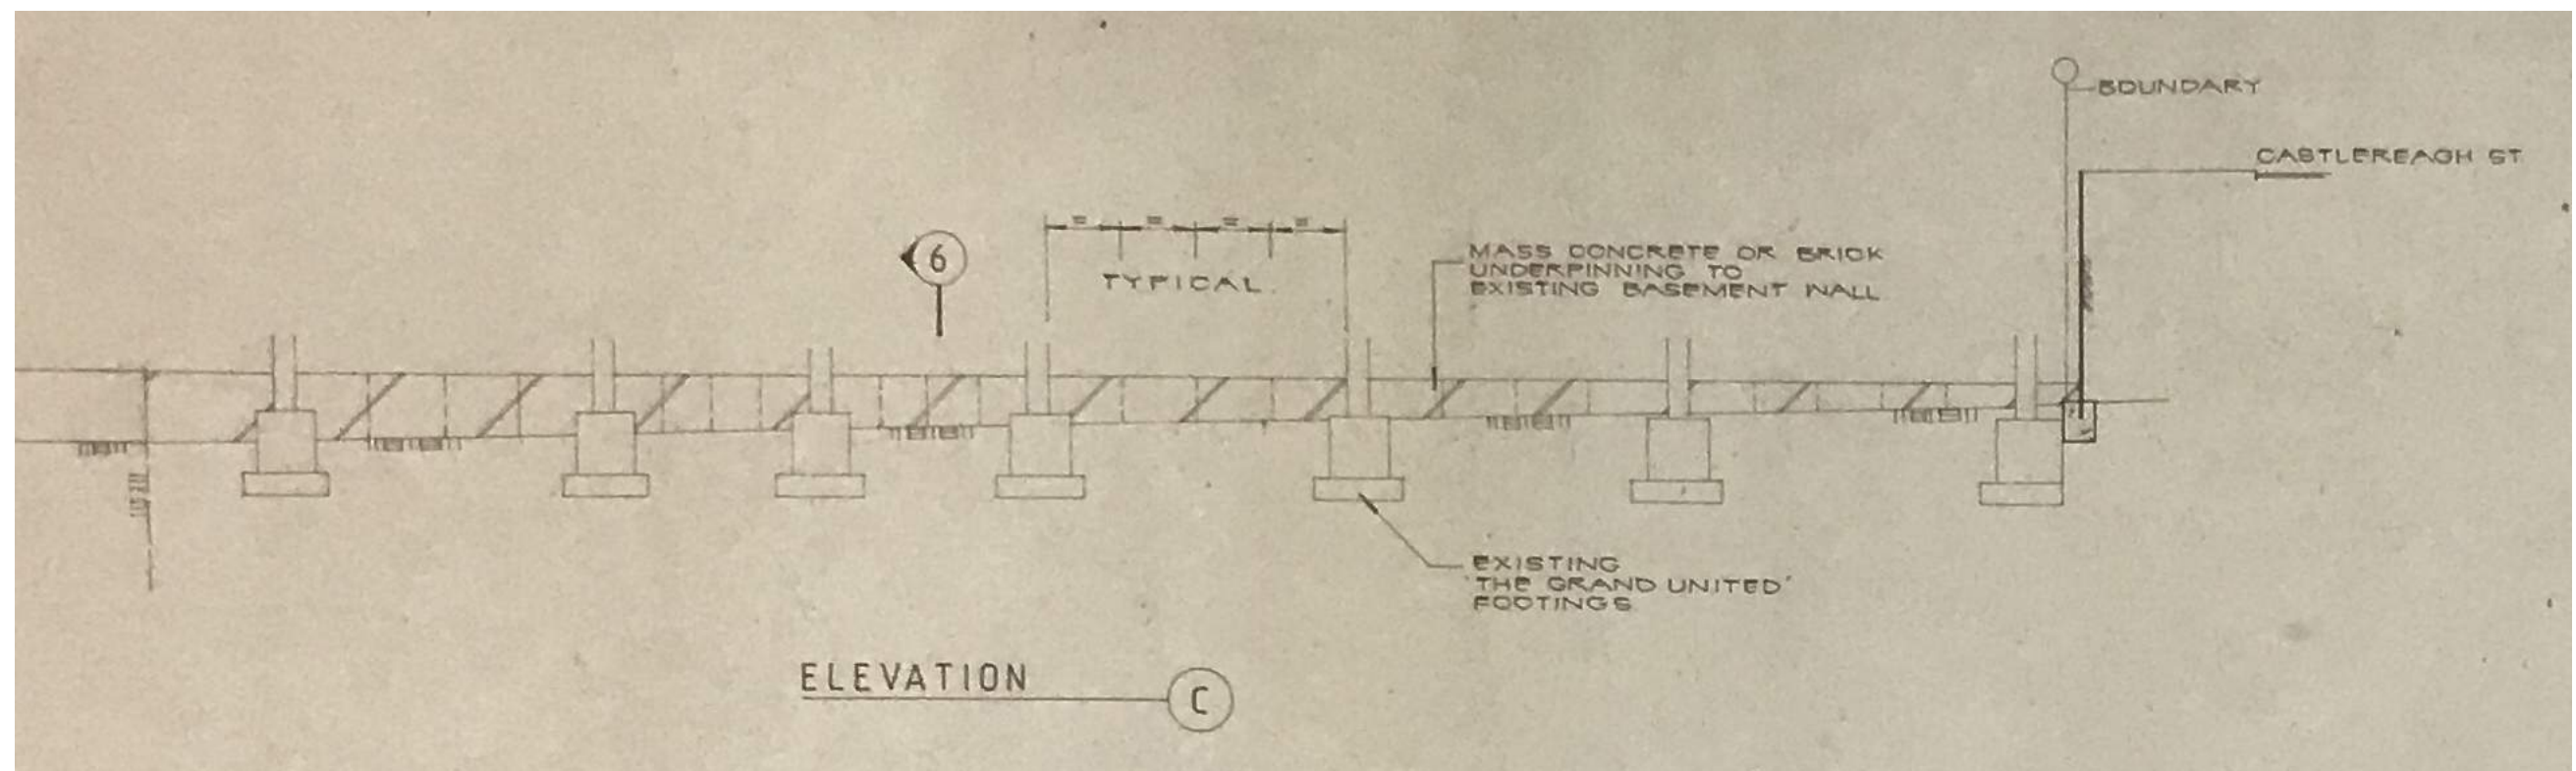 BOUNDARY
CASTLEREAGH ST
= = = =
TYPICAL.
6
MASS CONCRETE OR BRICK
UNDERPINNING TO
EXISTING BASEMENT WALL
EXISTING
'THE GRAND UNITED'
FOOTINGS
ELEVATION C